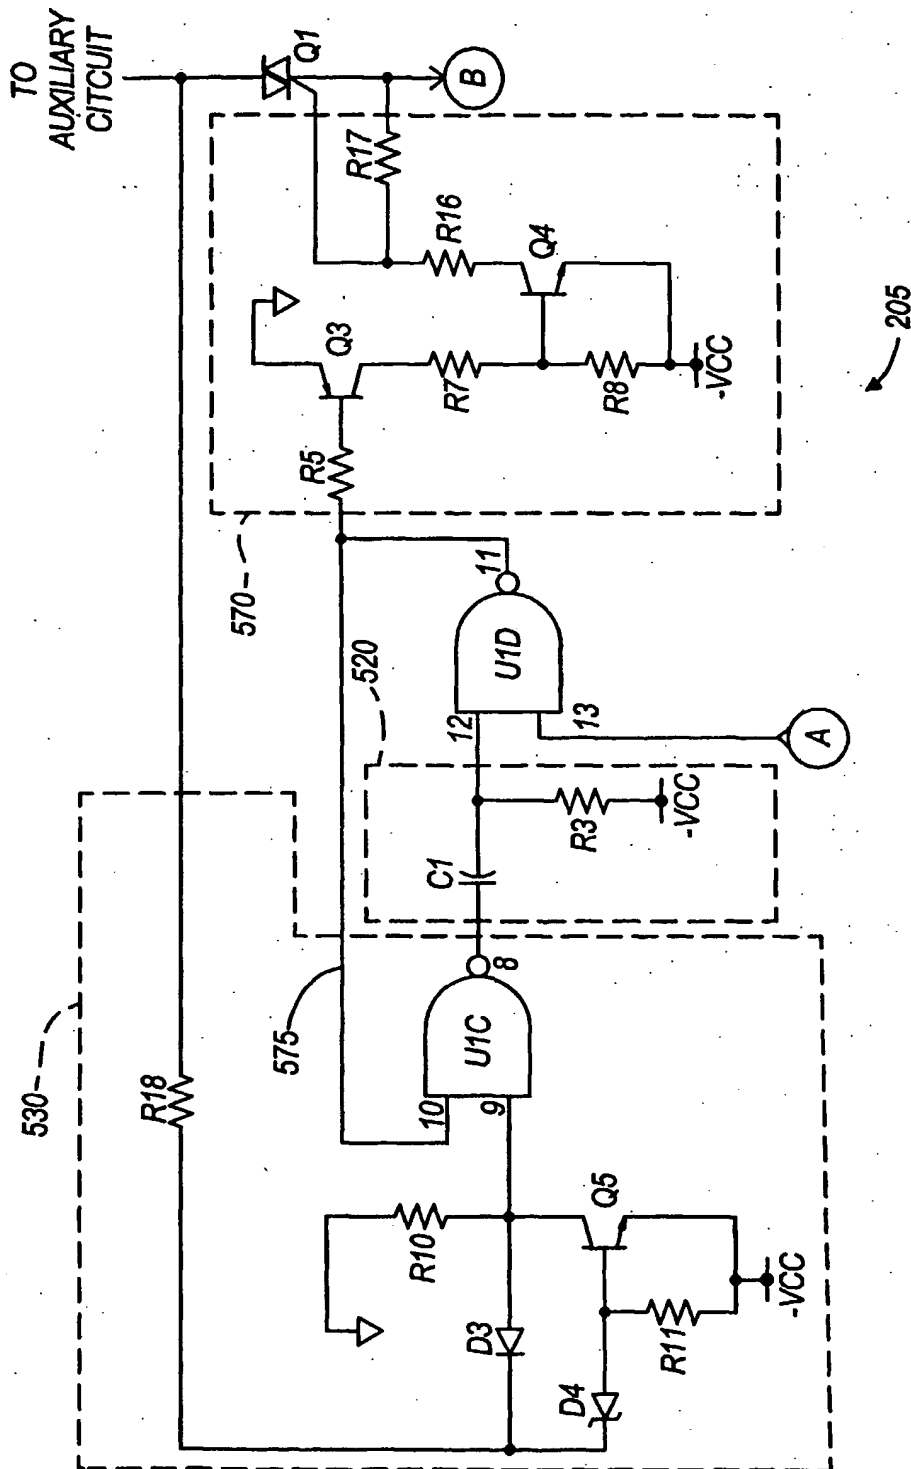 TO
AUXILIARY
CITCUIT
Q1
B
R17
R16
Q4
Q3
R7
R8
-VCC
R5
205
570
520
11
U1D
12
13
A
C1
R3
-VCC
530
R18
575
8
U1C
10
9
R10
Q5
D3
D4
R11
-VCC